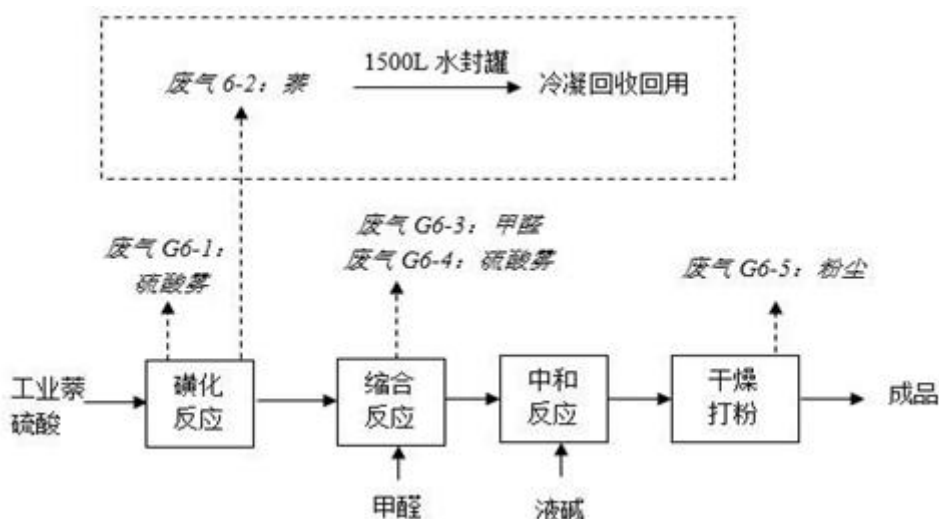 1500L 水封罐
废气 6-2：萘
冷凝回收回用
废气 G6-1：
硫酸雾
废气 G6-3：甲醛
废气 G6-4：硫酸雾
废气 G6-5：粉尘
工业萘
硫酸
磺化
反应
缩合
反应
中和
反应
干燥
打粉
成品
甲醛
液碱